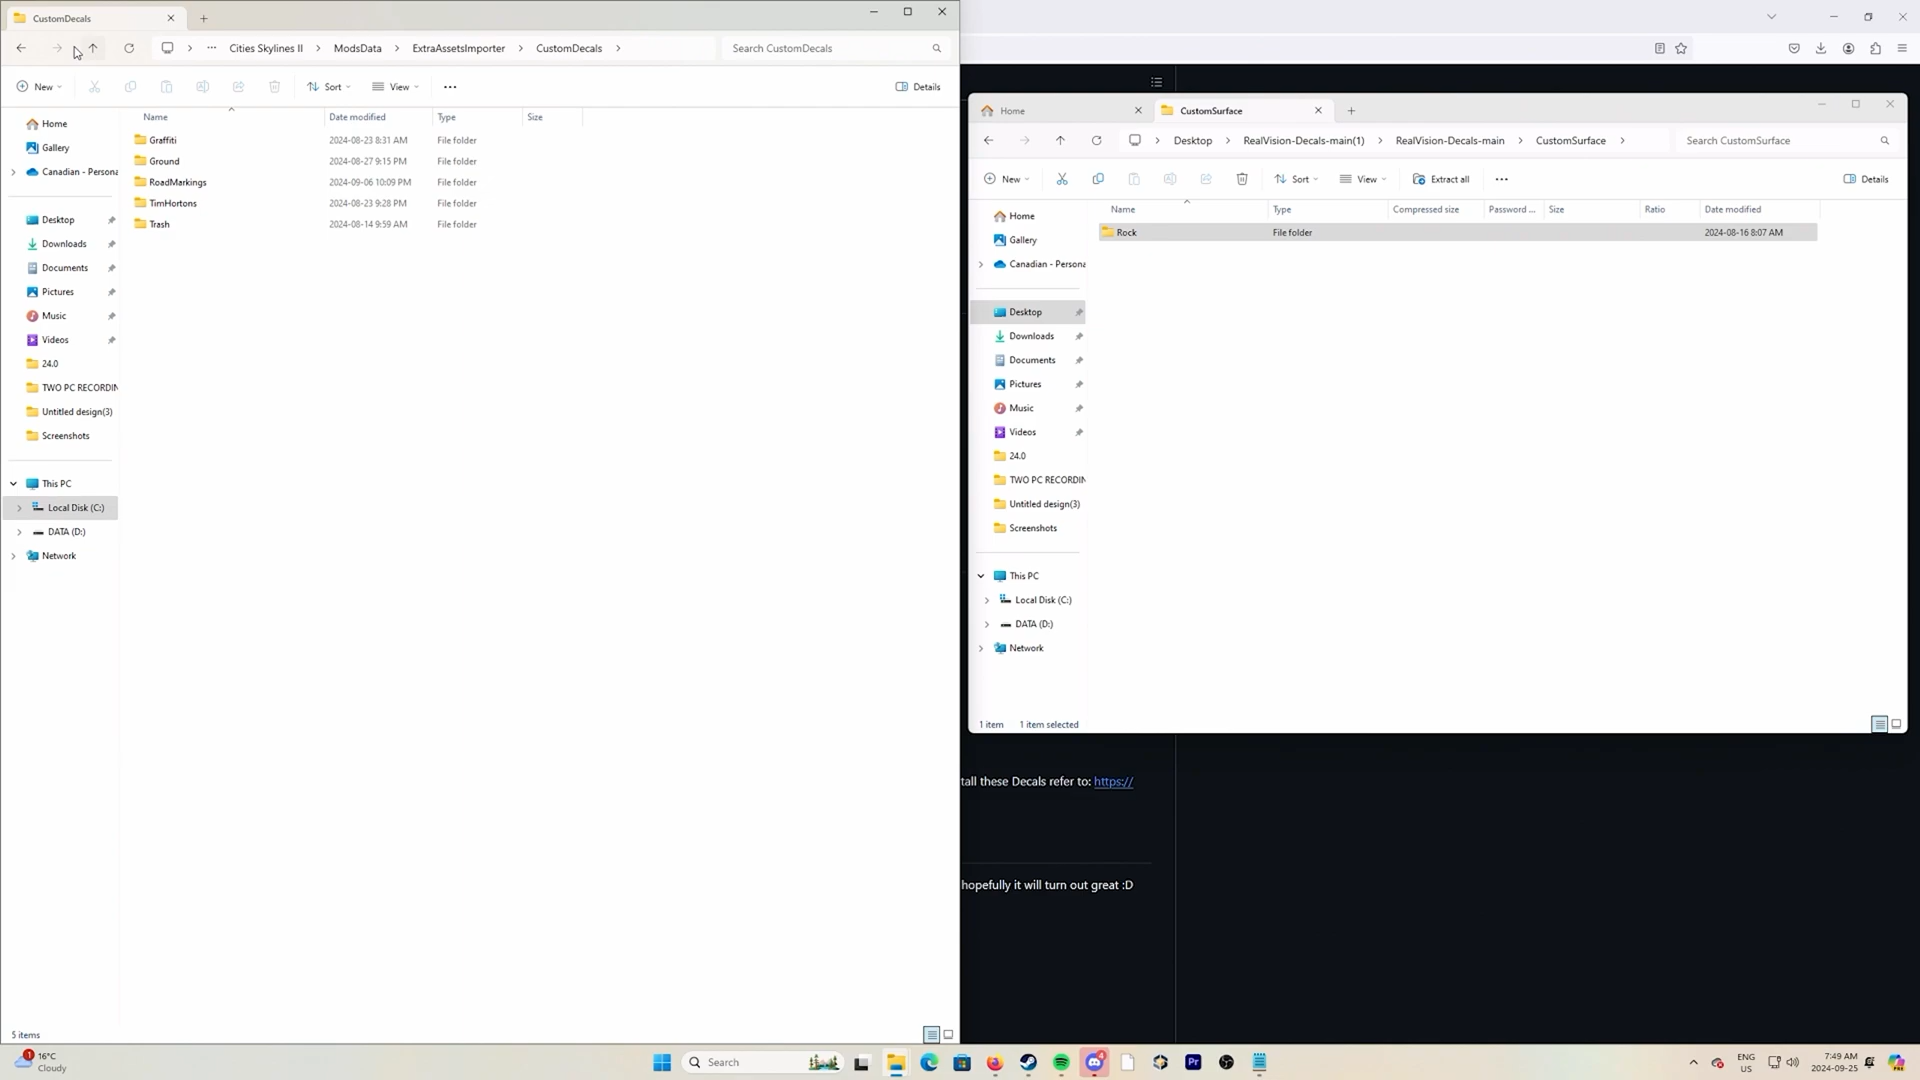 CustomDecals
Cities Skylines II > ModsData > ExtraAssetsImporter > CustomDecals >
Search CustomDecals
New
Sort
View
Details
Name
Date modified
Type
Size
Graffiti 2024-08-23 8:31 AM File folder
Ground 2024-08-27 9:15 PM File folder
RoadMarkings 2024-09-06 10:09 PM File folder
TimHortons 2024-08-23 9:28 PM File folder
Trash 2024-08-14 9:59 AM File folder
Home
Gallery
Canadian - Persona
Desktop
Downloads
Documents
Pictures
Music
Videos
24.0
TWO PC RECORDIN
Untitled design(3)
Screenshots
This PC
Local Disk (C:)
DATA (D:)
Network
5 items
Home
CustomSurface
Desktop > RealVision-Decals-main(1) > RealVision-Decals-main > CustomSurface >
Search CustomSurface
New
Sort
View
Extract all
Details
Name
Type
Compressed size
Password ...
Size
Ratio
Date modified
Rock File folder 2024-08-16 8:07 AM
Home
Gallery
Canadian - Persona
Desktop
Downloads
Documents
Pictures
Music
Videos
24.0
TWO PC RECORDIN
Untitled design(3)
Screenshots
This PC
Local Disk (C:)
DATA (D:)
Network
1 item 1 item selected
tall these Decals refer to: https://
hopefully it will turn out great :D
1
16°C
Cloudy
Search
Pr
4
ENG
US
7:49 AM
2024-09-25